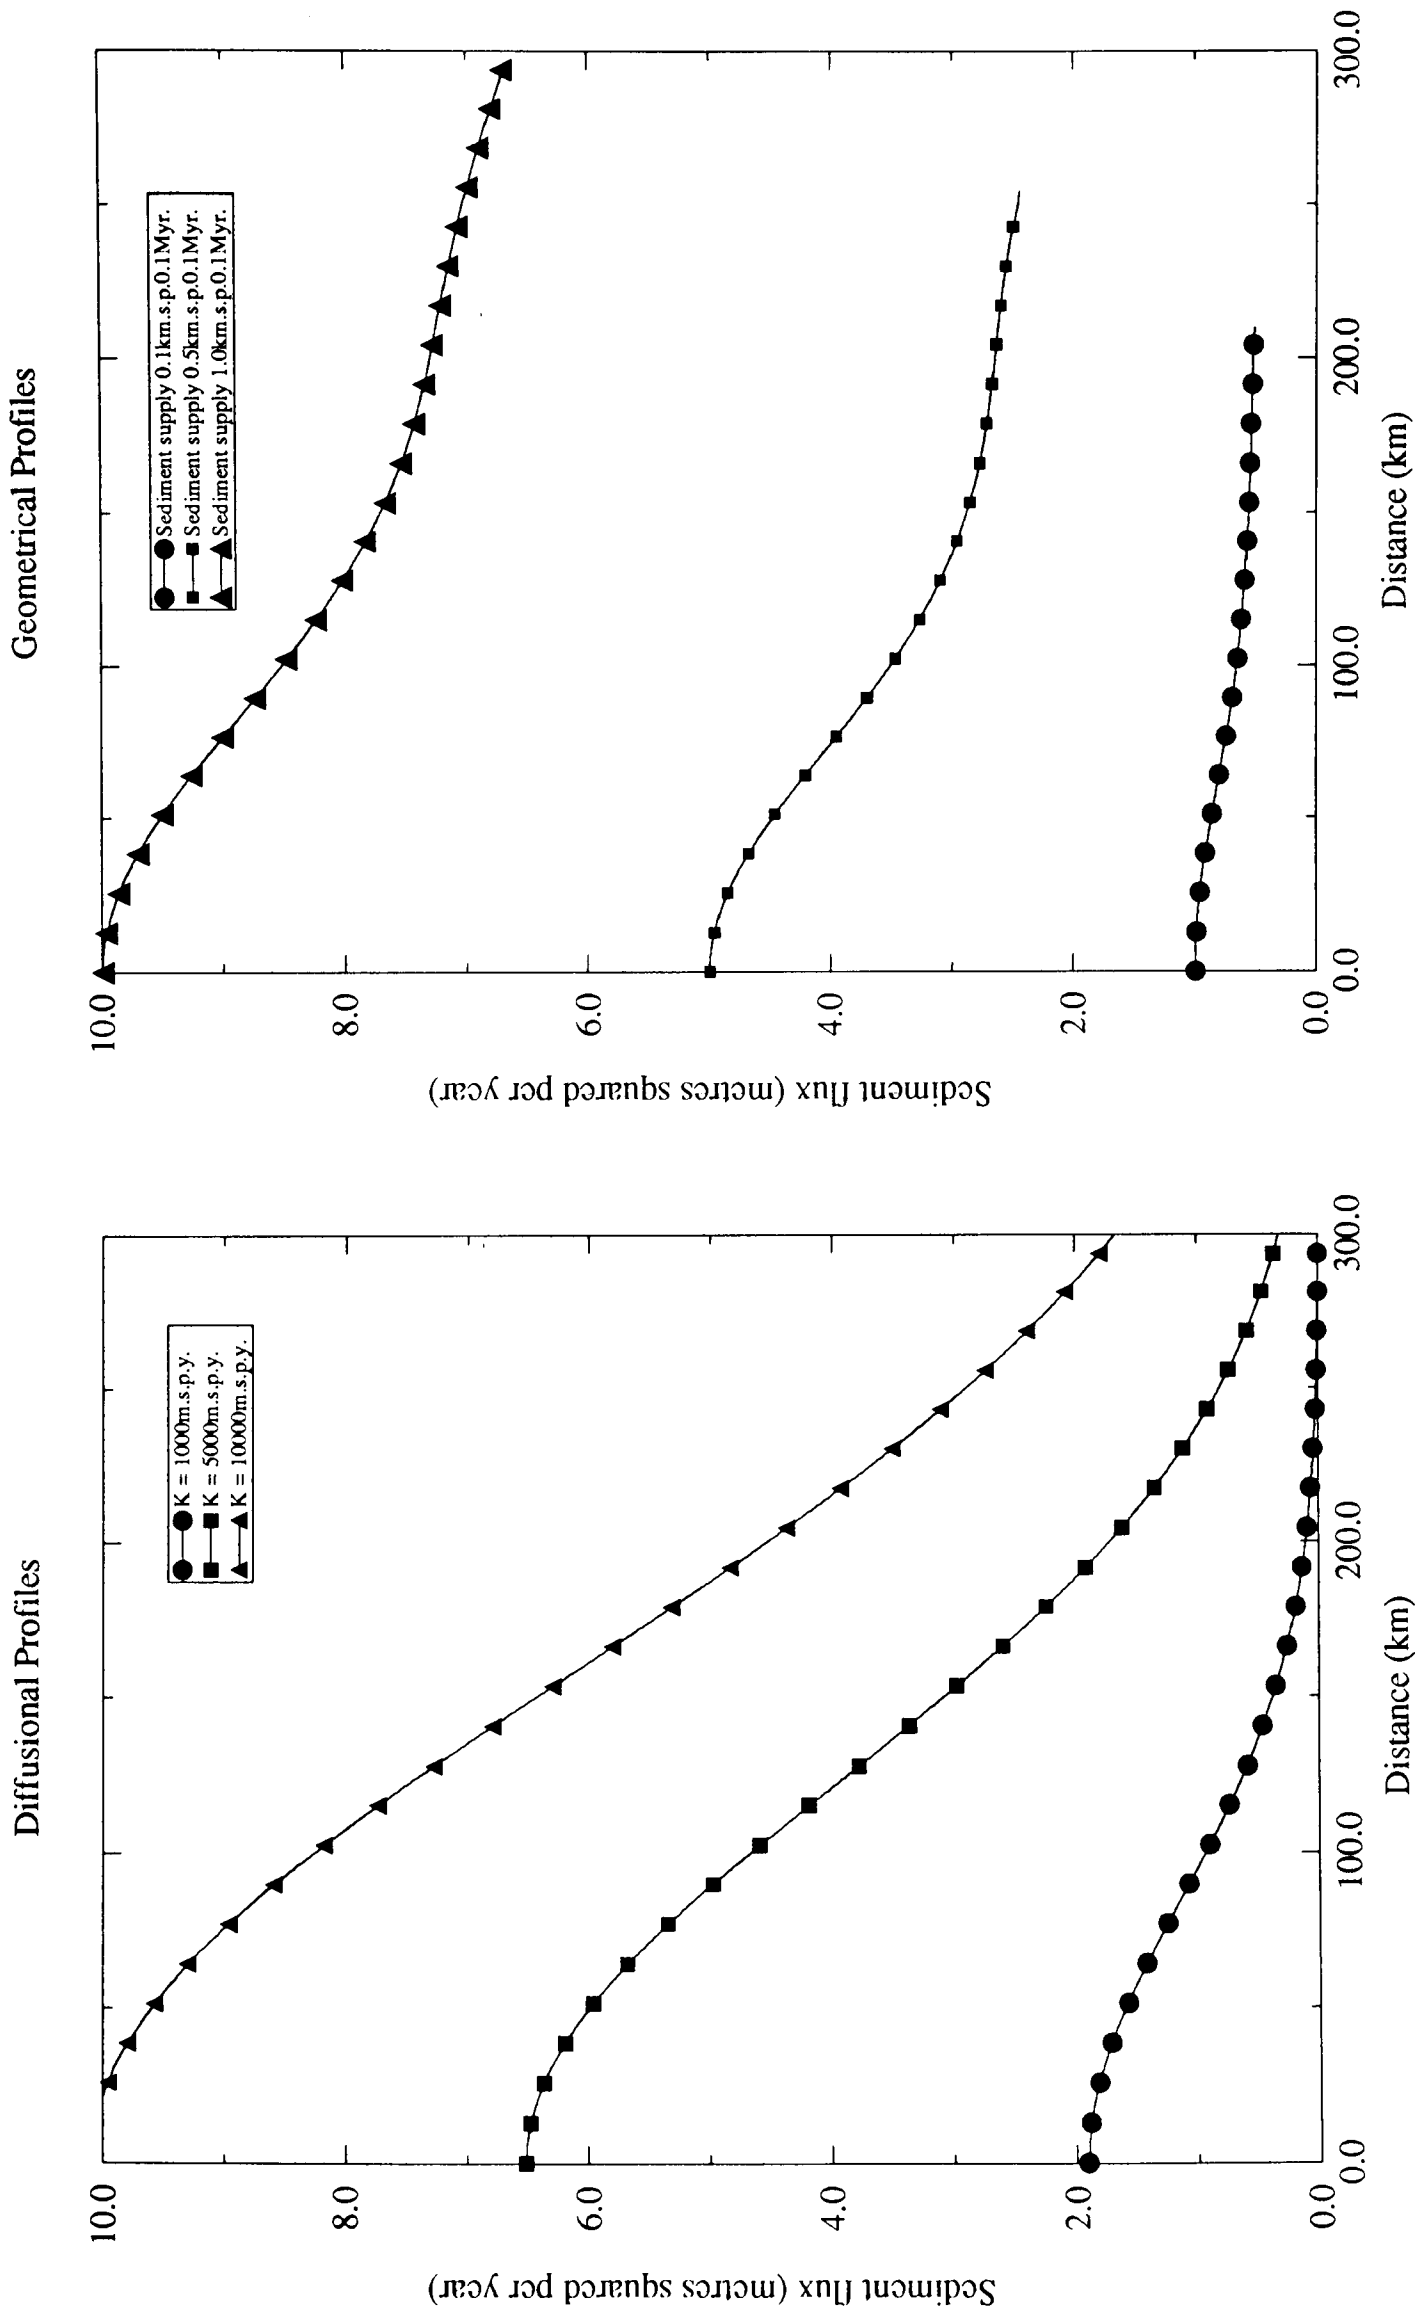 Diffusional Profiles
10.0
8.0
6.0
4.0
2.0
0.0
Sediment flux (metres squared per year)
K = 1000m.s.p.y.
K = 5000m.s.p.y.
K = 10000m.s.p.y.
0.0
100.0
200.0
300.0
Distance (km)
Geometrical Profiles
10.0
8.0
6.0
4.0
2.0
0.0
Sediment flux (metres squared per year)
Sediment supply 0.1km.s.p.0.1Myr.
Sediment supply 0.5km.s.p.0.1Myr.
Sediment supply 1.0km.s.p.0.1Myr.
0.0
100.0
200.0
300.0
Distance (km)